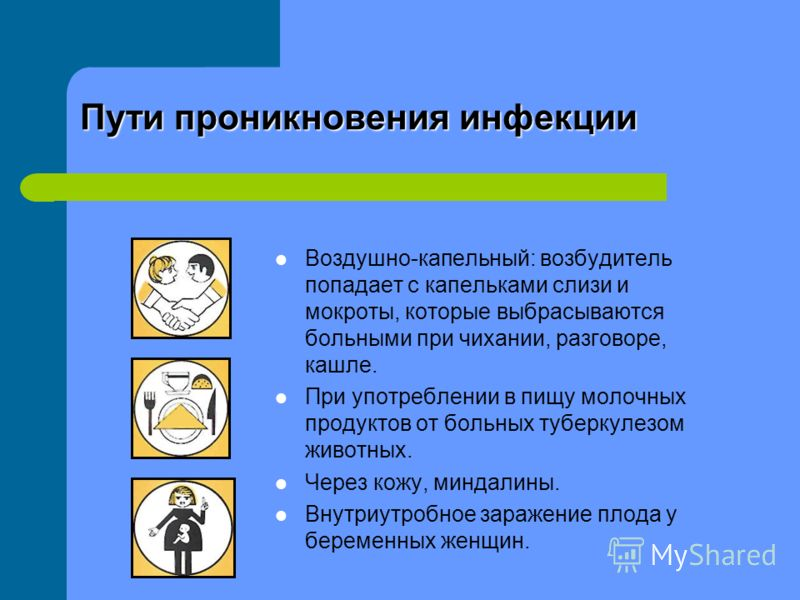 Пути проникновения инфекции
Воздушно-капельный: возбудитель
попадает с капельками слизи и
мокроты, которые выбрасываются
больными при чихании, разговоре,
кашле.
При употреблении в пищу молочных
продуктов от больных туберкулезом
животных.
Через кожу, миндалины.
Внутриутробное заражение плода у
беременных женщин.
MyShared